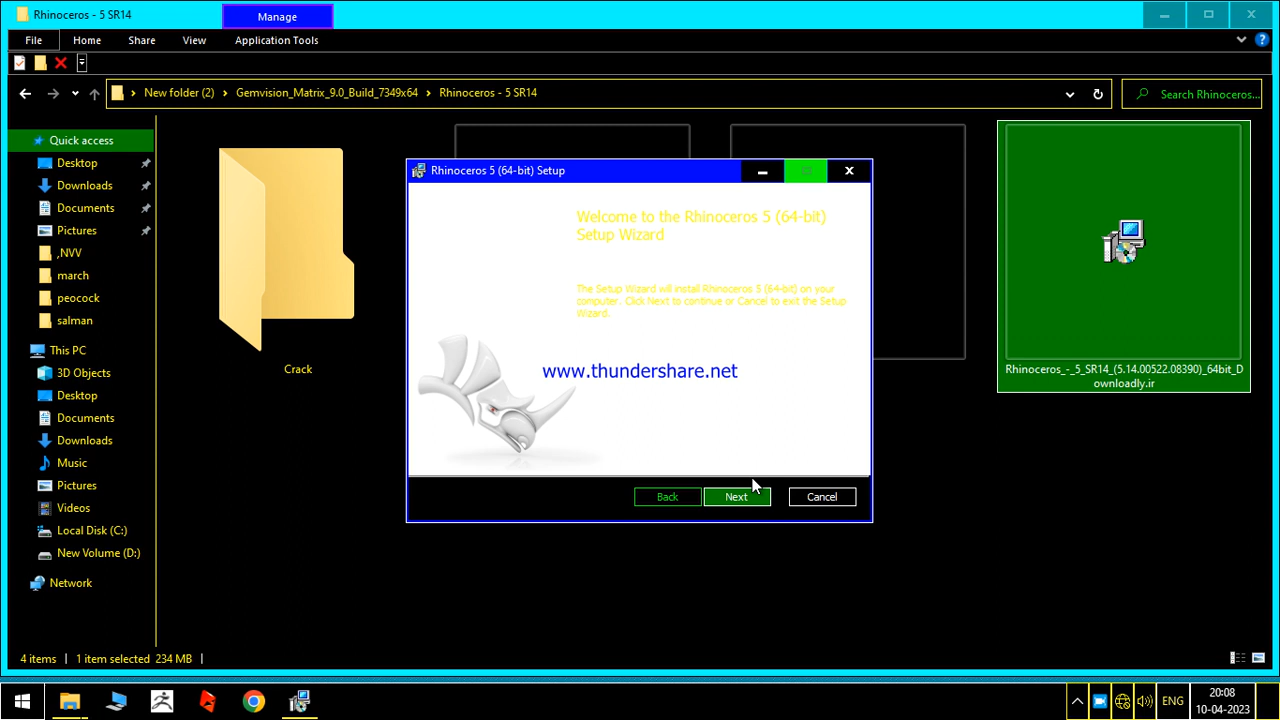 Rhinoceros - 5 SR14
Manage
File
Home
Share
View
Application Tools
New folder (2)
Gemvision_Matrix_9.0_Build_7349x64
Rhinoceros - 5 SR14
Search Rhinoceros...
Quick access
Desktop
Downloads
Documents
Pictures
,NVV
march
peocock
salman
This PC
3D Objects
Desktop
Documents
Downloads
Music
Pictures
Videos
Local Disk (C:)
New Volume (D:)
Network
Crack
Rhinoceros 5 (64-bit) Setup
Welcome to the Rhinoceros 5 (64-bit)
Setup Wizard
The Setup Wizard will install Rhinoceros 5 (64-bit) on your
computer. Click Next to continue or Cancel to exit the Setup
Wizard.
www.thundershare.net
Back
Next
Cancel
Rhinoceros_-_5_SR14_(5.14.00522.08390)_64bit_D
ownloadly.ir
4 items
1 item selected 234 MB
ENG
20:08
10-04-2023